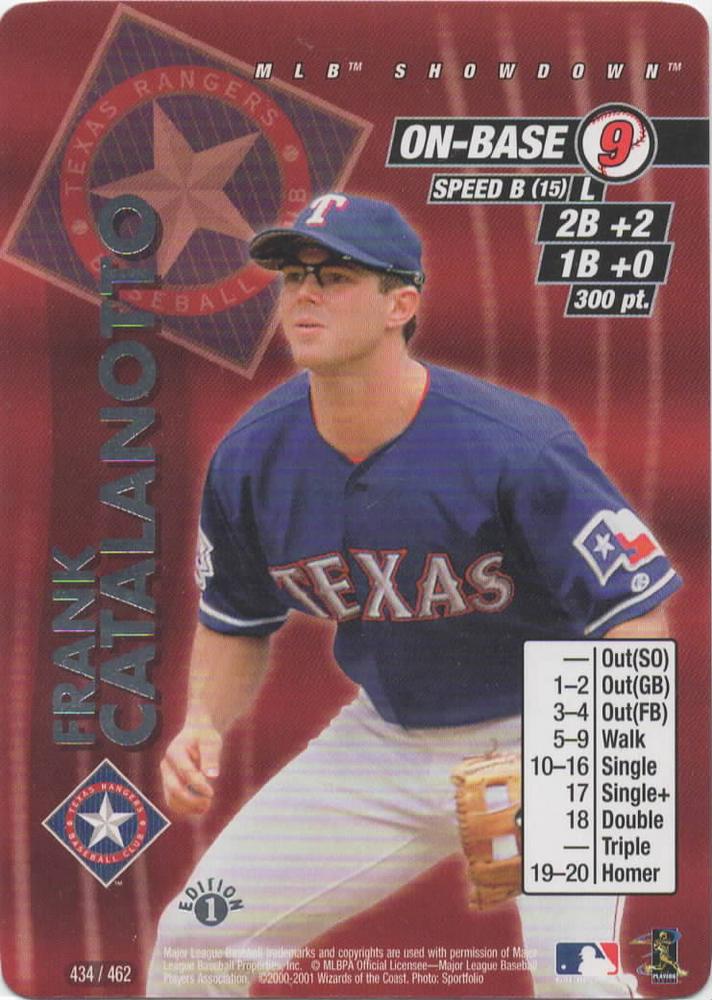 MLB™ SHOWDOWN™
TEXAS RANGERS
BASEBALL CLUB
ON-BASE 9
SPEED B (15) L
2B +2
1B +0
300 pt.
T
FRANK
CATALANOTTO
TEXAS
— Out(SO)
1–2 Out(GB)
3–4 Out(FB)
5–9 Walk
10–16 Single
17 Single+
18 Double
— Triple
19–20 Homer
TEXAS RANGERS
BASEBALL CLUB
™
EDITION
1
434 / 462
Major League Baseball trademarks and copyrights are used with permission of Major
League Baseball Properties, Inc. © MLBPA Official Licensee—Major League Baseball
Players Association. ©2000-2001 Wizards of the Coast. Photo: Sportfolio